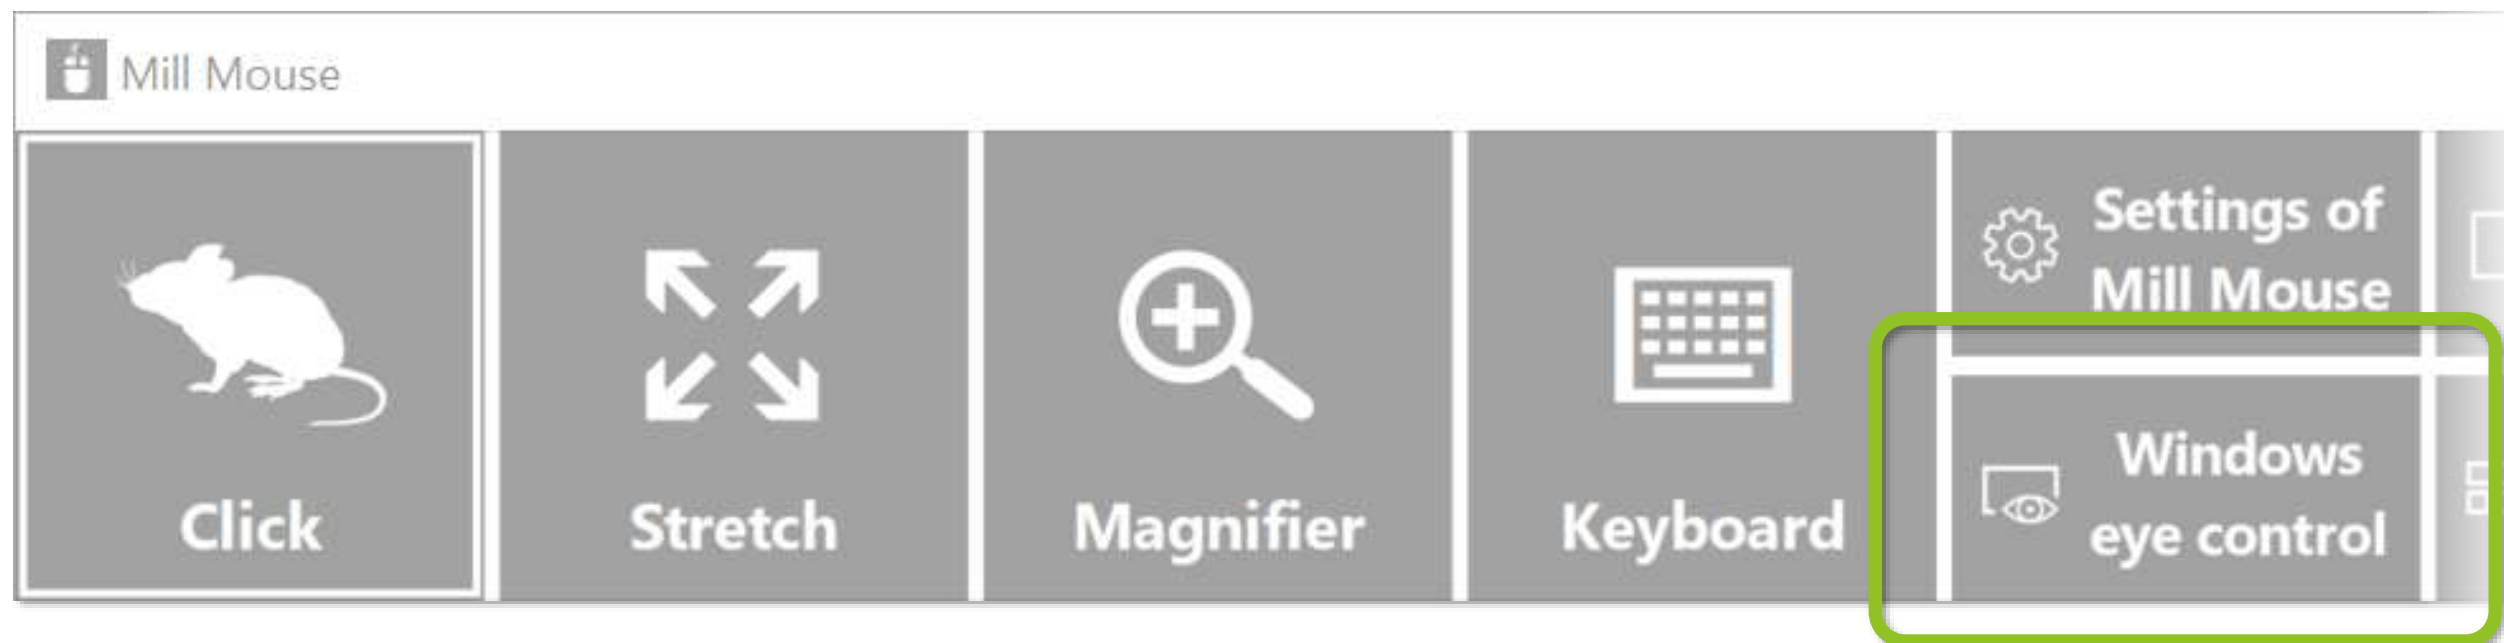 Mill Mouse
Click
Stretch
Magnifier
Keyboard
Settings of
Mill Mouse
Windows
eye control